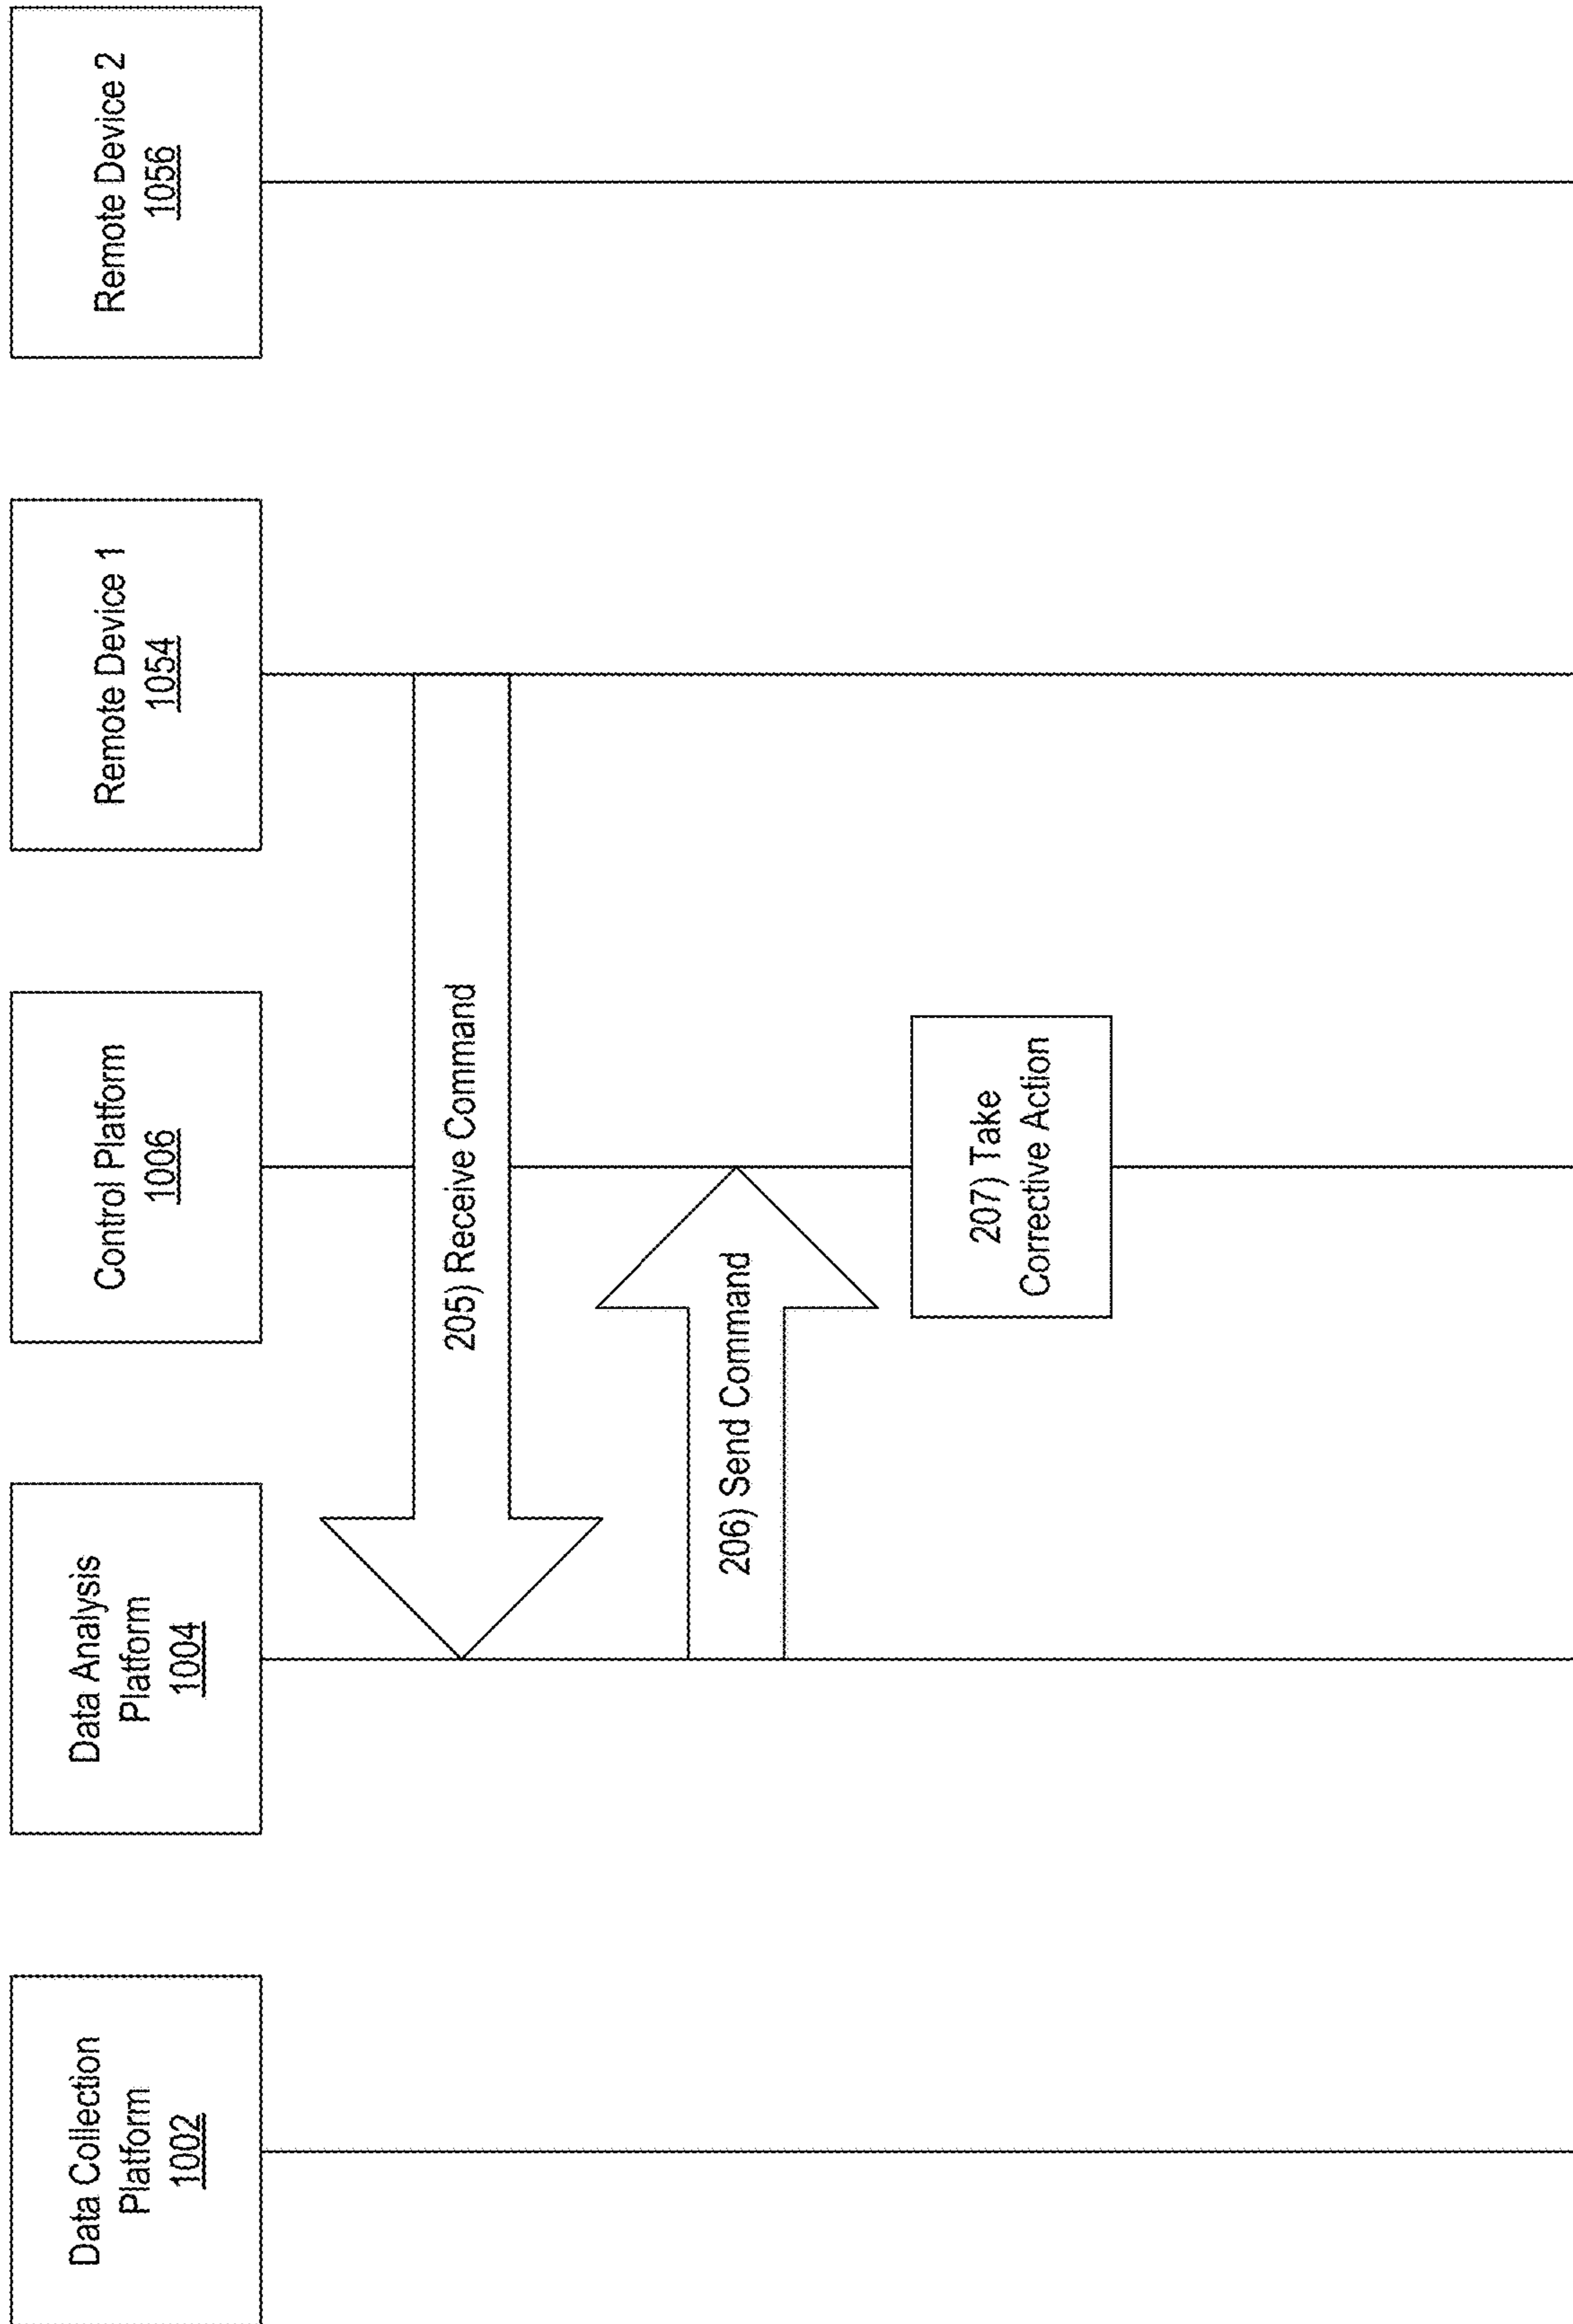 Data Collection
Platform
1002
Data Analysis
Platform
1004
Control Platform
1006
Remote Device 1
1054
Remote Device 2
1056
205) Receive Command
206) Send Command
207) Take
Corrective Action